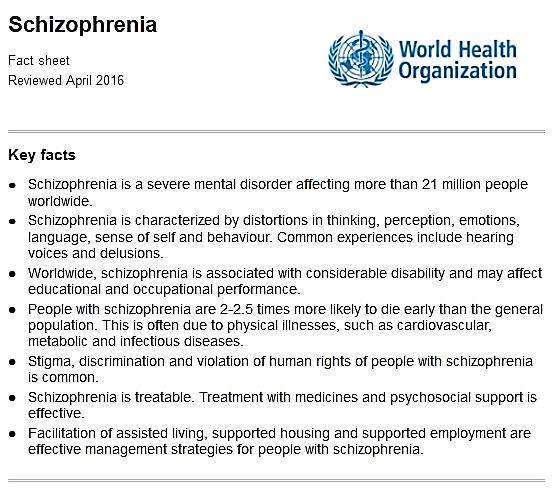 Schizophrenia
Fact sheet
Reviewed April 2016
World Health
Organization
Key facts
● Schizophrenia is a severe mental disorder affecting more than 21 million people
worldwide.
● Schizophrenia is characterized by distortions in thinking, perception, emotions,
language, sense of self and behaviour. Common experiences include hearing
voices and delusions.
● Worldwide, schizophrenia is associated with considerable disability and may affect
educational and occupational performance.
● People with schizophrenia are 2-2.5 times more likely to die early than the general
population. This is often due to physical illnesses, such as cardiovascular,
metabolic and infectious diseases.
● Stigma, discrimination and violation of human rights of people with schizophrenia
is common.
● Schizophrenia is treatable. Treatment with medicines and psychosocial support is
effective.
● Facilitation of assisted living, supported housing and supported employment are
effective management strategies for people with schizophrenia.